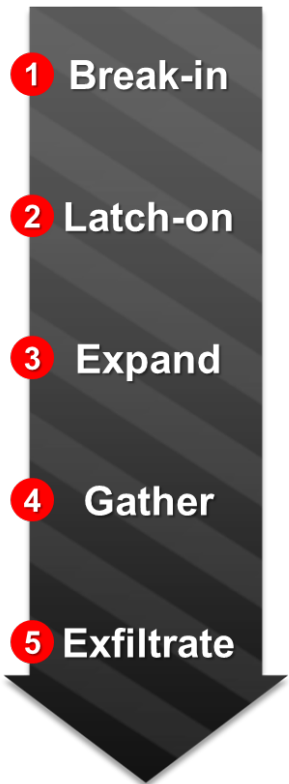 1 Break-in
2 Latch-on
3 Expand
4 Gather
5 Exfiltrate